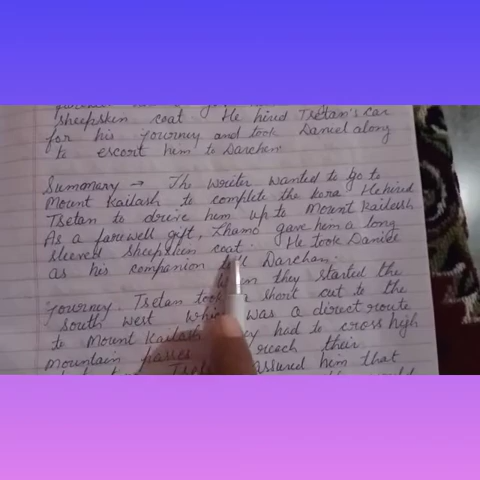 sheepskin coat He hired Tsetan's car
for his journey and took Daniel along
to escort him to Darchen
Summary → The writer wanted to go to
Mount Kailash to complete the kora. He hired
Tsetan to drive him up to Mount Kailash
As a farewell gift, Lhamo gave him a long
sleeved sheepskin coat. He took Daniel
as his companion till Darchan.
When they started the
journey, Tsetan took short cut to the
South west which was a direct route
to Mount Kailash had to cross high
mountain passes reach their
assured him that